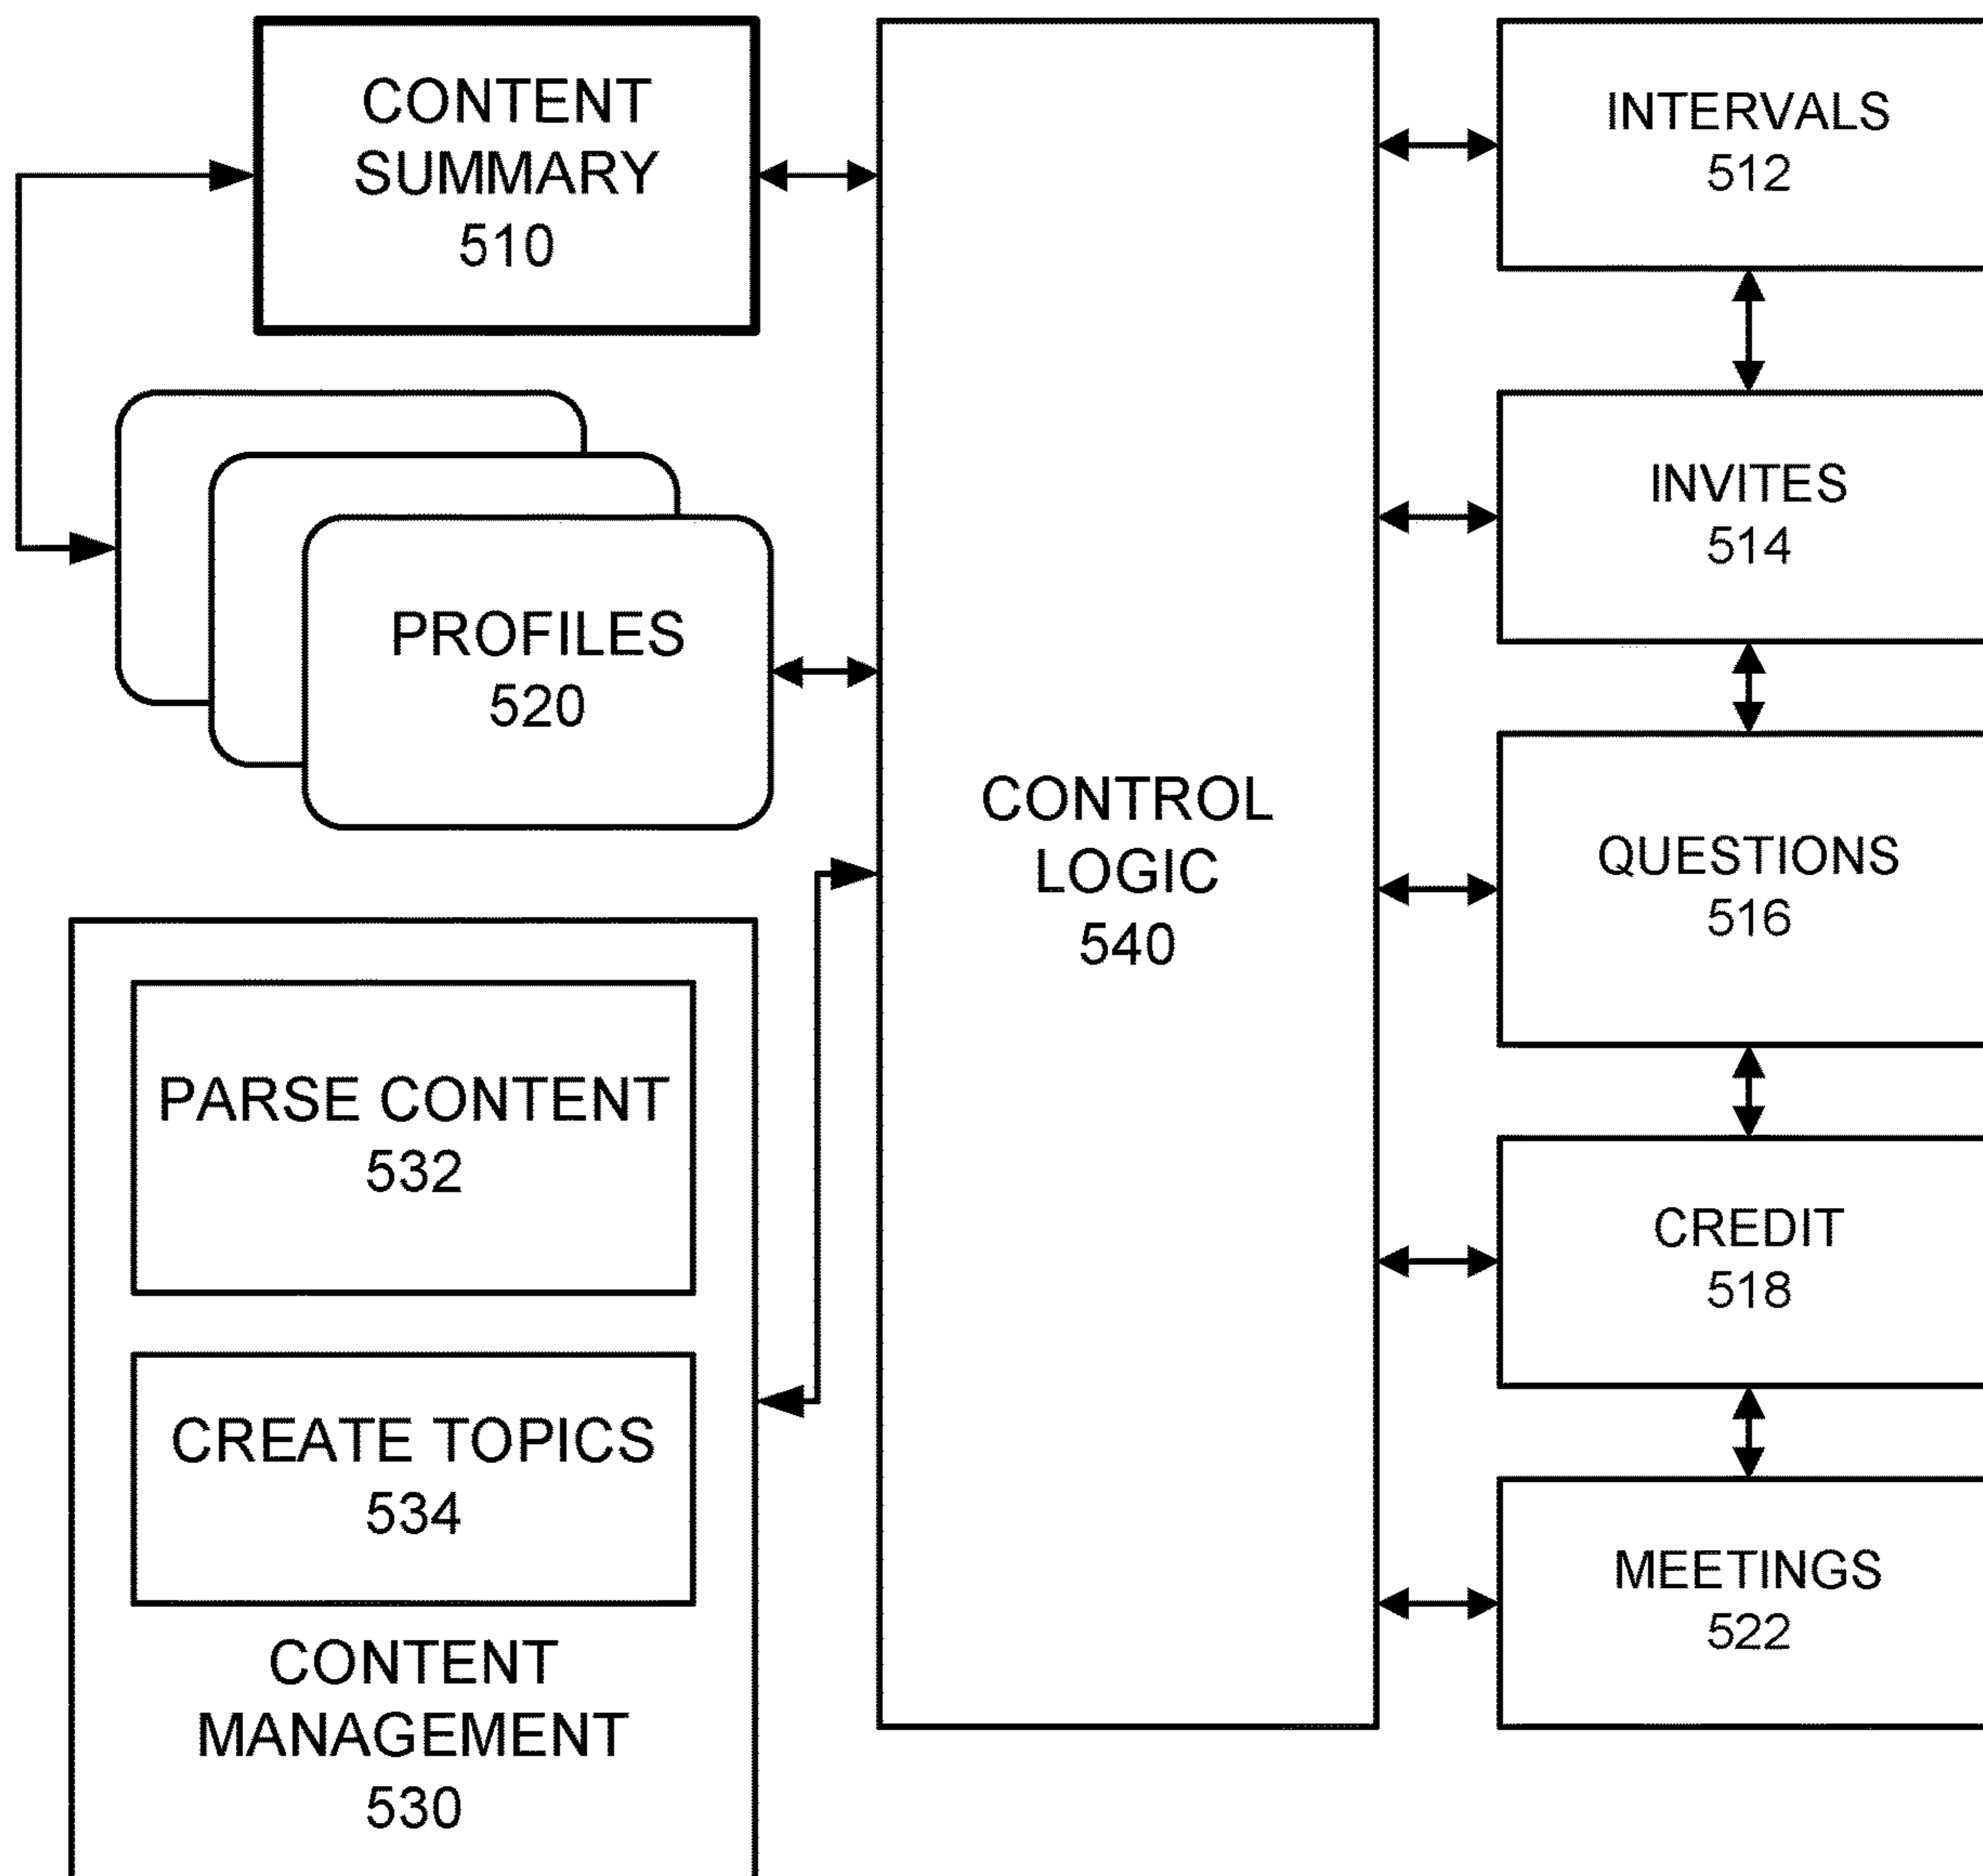 CONTENT
SUMMARY
510
PROFILES
520
PARSE CONTENT
532
CREATE TOPICS
534
CONTENT
MANAGEMENT
530
CONTROL
LOGIC
540
INTERVALS
512
INVITES
514
QUESTIONS
516
CREDIT
518
MEETINGS
522